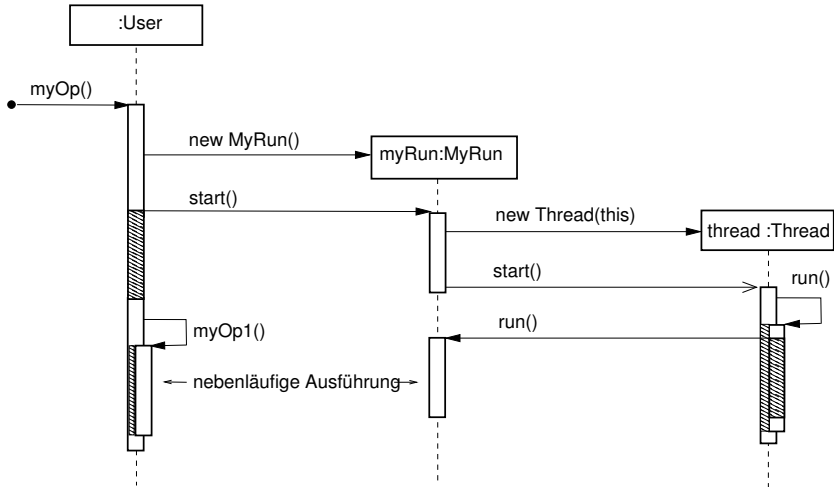 :User
myOp()
new MyRun()
myRun:MyRun
start()
new Thread(this)
thread :Thread
start()
run()
myOp1()
run()
nebenläufige Ausführung